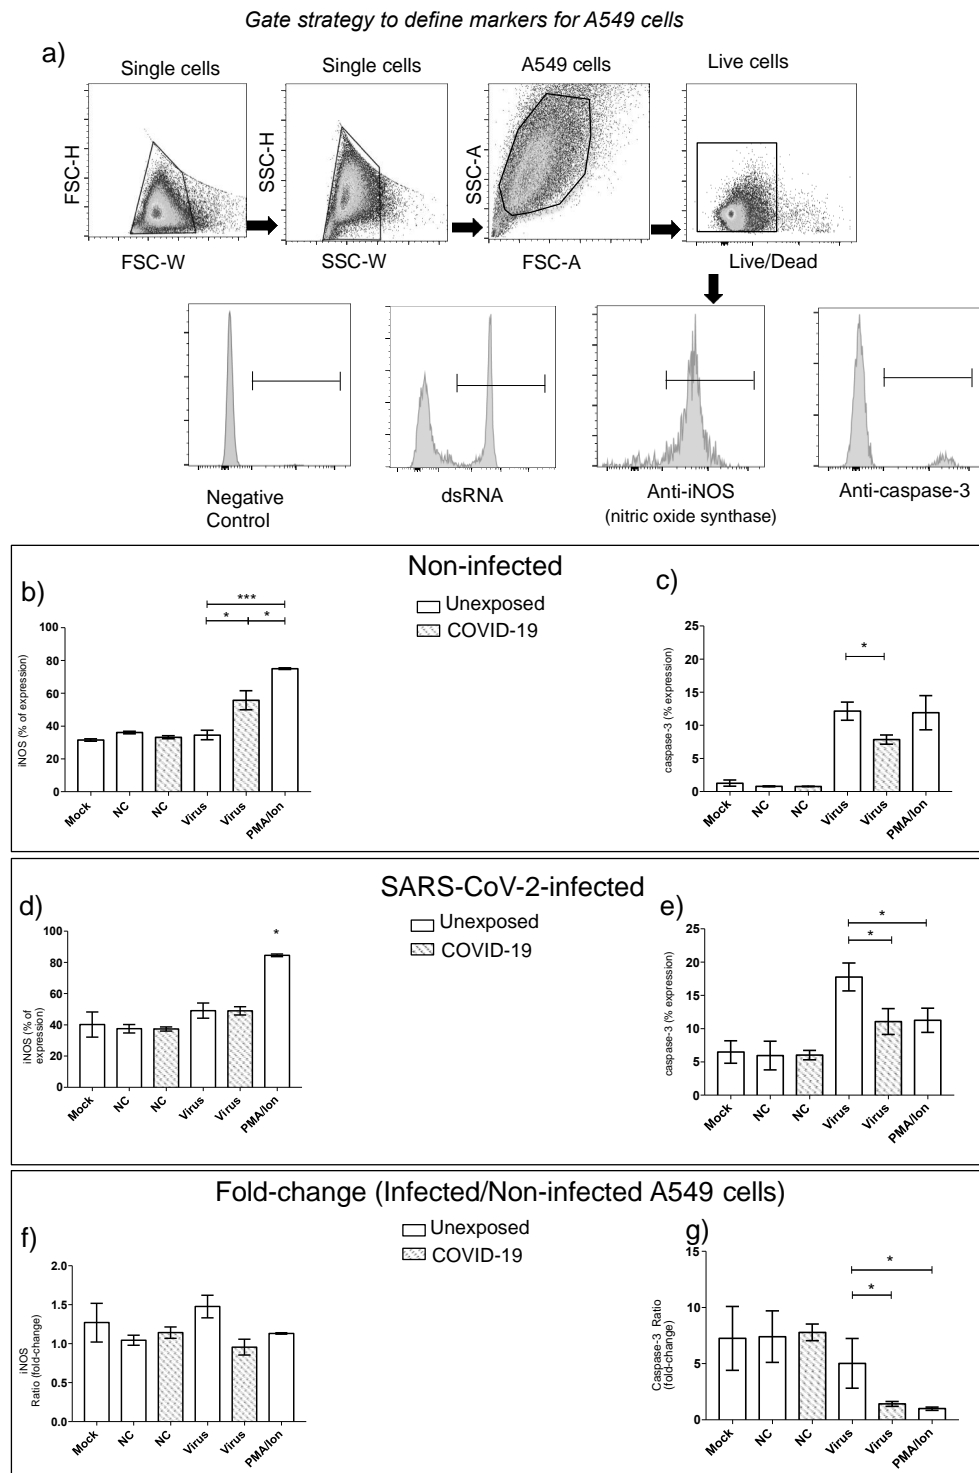 Gate strategy to define markers for A549 cells
a)
Single cells
Single cells
A549 cells
Live cells
FSC-H
SSC-H
SSC-A
FSC-W
SSC-W
FSC-A
Live/Dead
Negative
Control
dsRNA
Anti-iNOS
(nitric oxide synthase)
Anti-caspase-3
Non-infected
b)
Unexposed
COVID-19
***
*
*
iNOS (% of expression)
100
80
60
40
20
0
Mock
NC
NC
Virus
Virus
PMA/Ion
c)
*
caspase-3 (% expression)
25
20
15
10
5
0
Mock
NC
NC
Virus
Virus
PMA/Ion
SARS-CoV-2-infected
d)
Unexposed
COVID-19
*
iNOS (% of
expression)
100
80
60
40
20
0
Mock
NC
NC
Virus
Virus
PMA/Ion
e)
*
*
caspase-3 (% expression)
25
20
15
10
5
0
Mock
NC
NC
Virus
Virus
PMA/Ion
Fold-change (Infected/Non-infected A549 cells)
f)
Unexposed
COVID-19
iNOS
Ratio (fold-change)
2.0
1.5
1.0
0.5
0.0
Mock
NC
NC
Virus
Virus
PMA/Ion
g)
*
*
Caspase-3 Ratio
(fold-change)
15
10
5
0
Mock
NC
NC
Virus
Virus
PMA/Ion